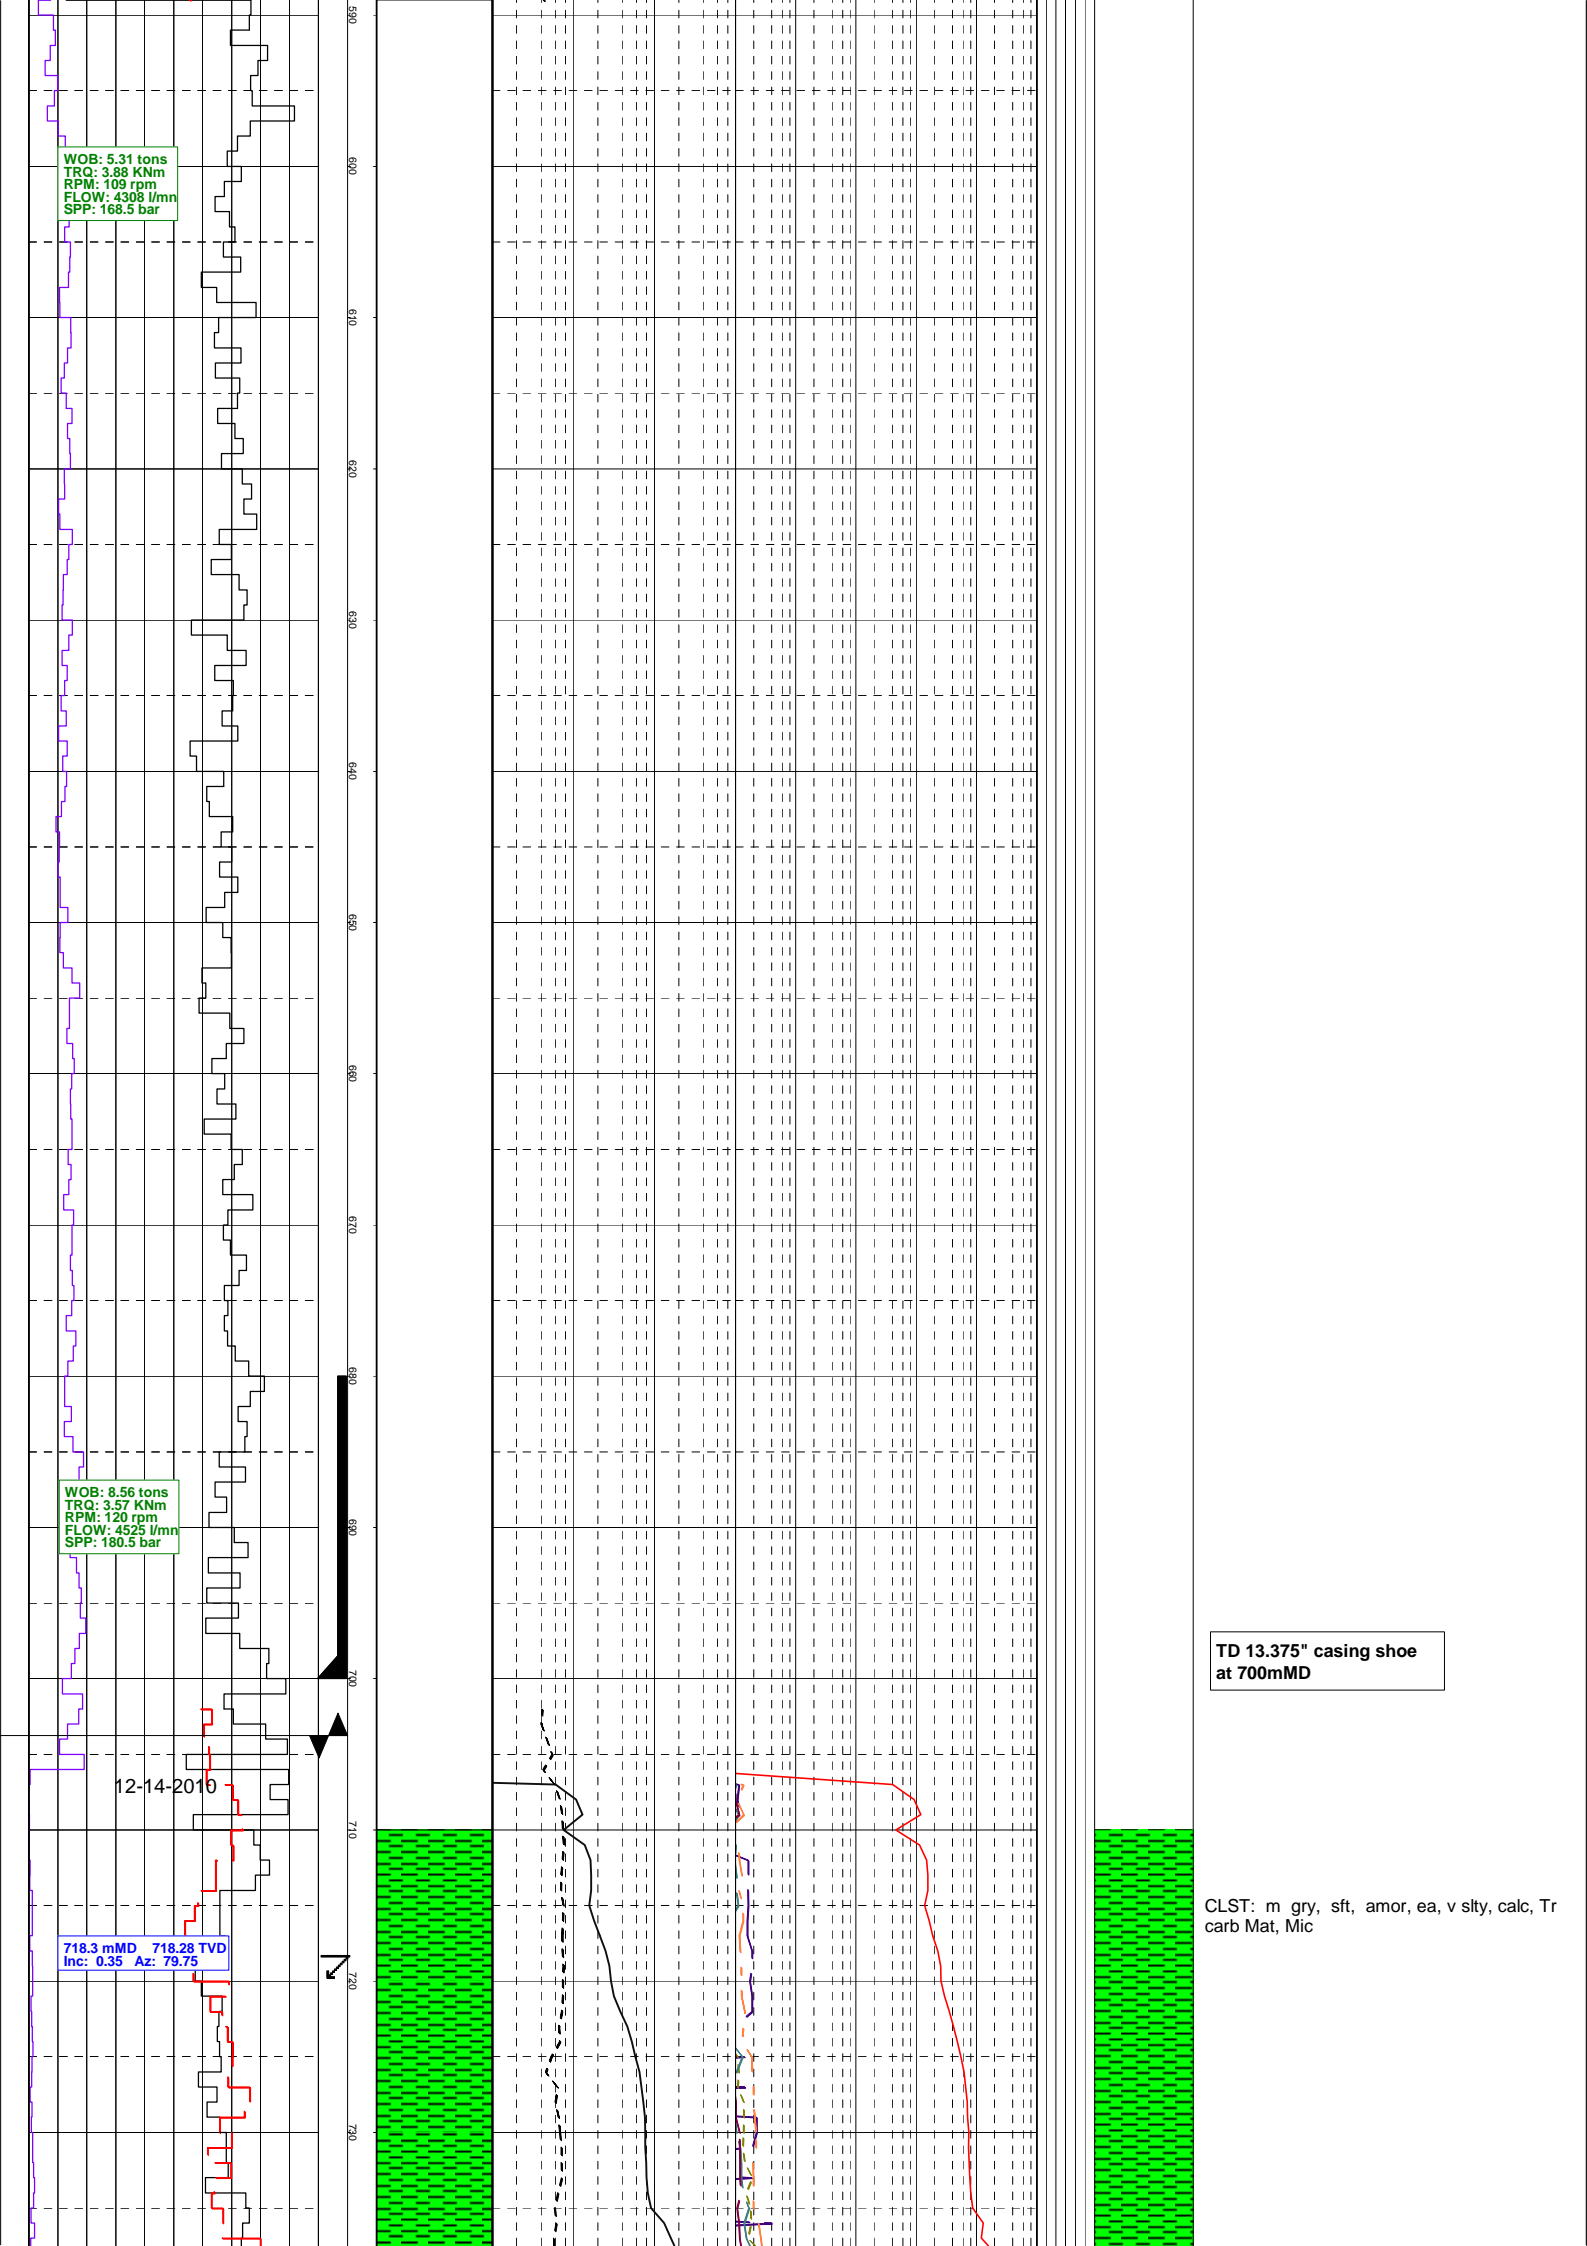 590
WOB: 5.31 tons
TRQ: 3.88 KNm
RPM: 109 rpm
FLOW: 4308 l/mn
SPP: 168.5 bar
600
610
620
630
640
650
660
670
680
WOB: 8.56 tons
TRQ: 3.57 KNm
RPM: 120 rpm
FLOW: 4525 l/mn
SPP: 180.5 bar
690
TD 13.375" casing shoe
at 700mMD
700
12-14-2010
710
CLST: m gry, sft, amor, ea, v slty, calc, Tr
carb Mat, Mic
718.3 mMD 718.28 TVD
Inc: 0.35 Az: 79.75
720
730